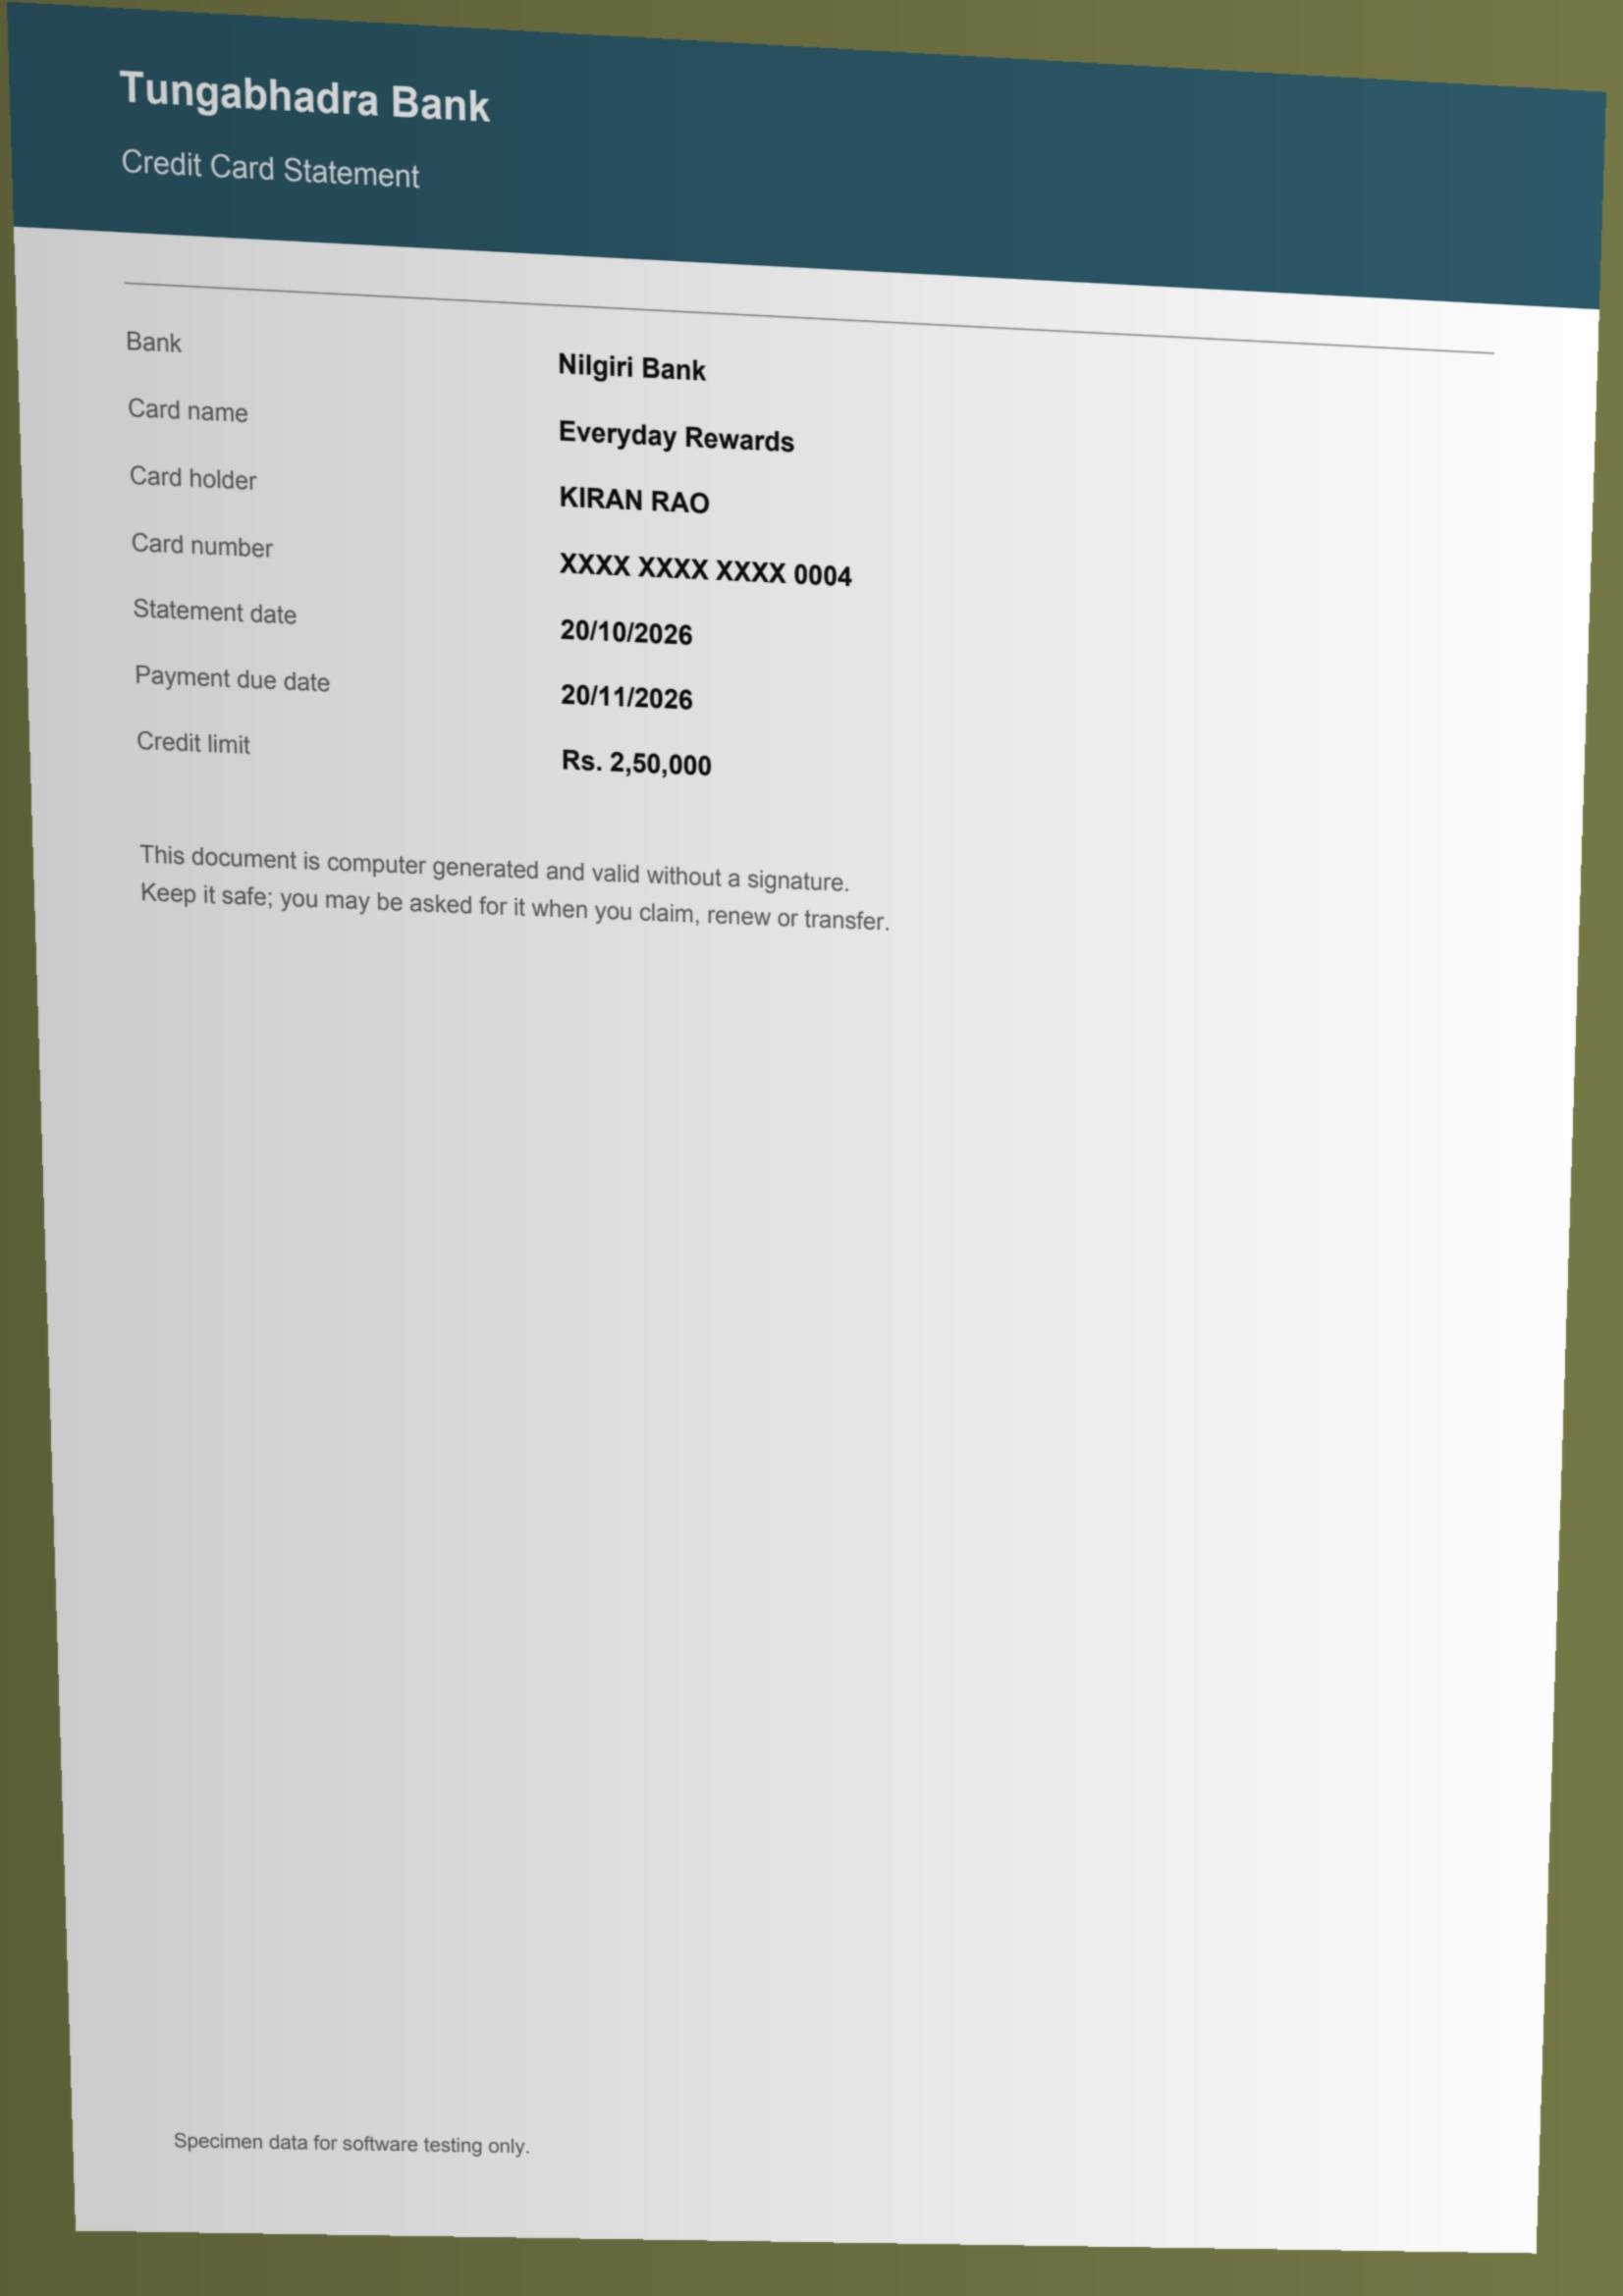 Tungabhadra Bank
Credit Card Statement
Bank Nilgiri Bank
Card name Everyday Rewards
Card holder KIRAN RAO
Card number XXXX XXXX XXXX 0004
Statement date 20/10/2026
Payment due date 20/11/2026
Credit limit Rs. 2,50,000
This document is computer generated and valid without a signature.
Keep it safe; you may be asked for it when you claim, renew or transfer.
Specimen data for software testing only.